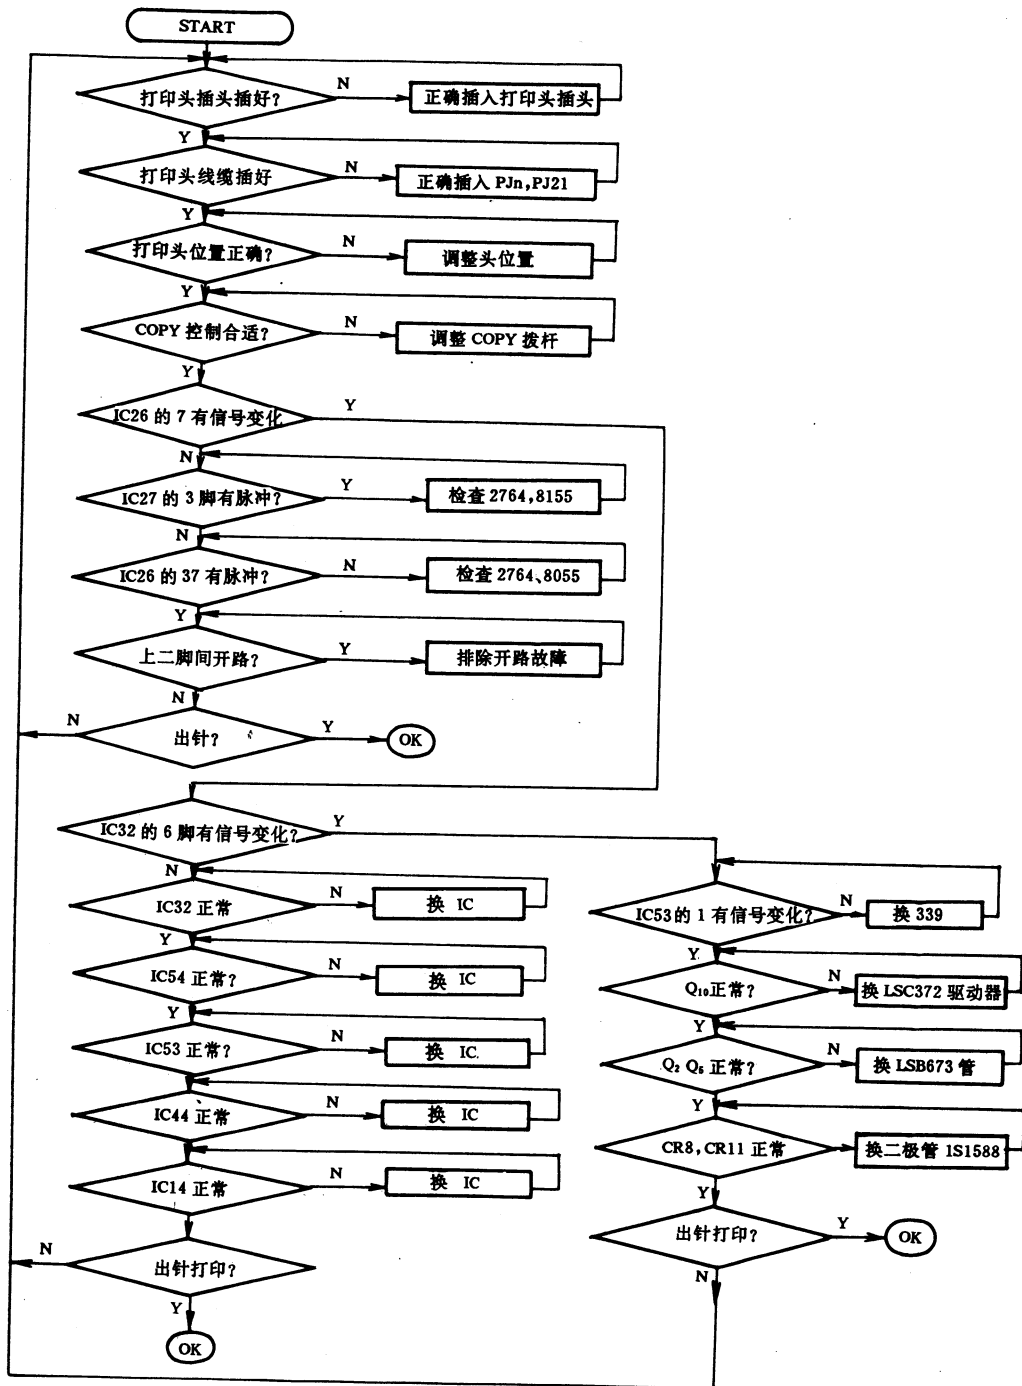 START
打印头插头插好?
N
正确插入打印头插头
Y
打印头线缆插好
N
正确插入 PJn,PJ21
Y
打印头位置正确?
N
调整头位置
Y
COPY 控制合适?
N
调整 COPY 拨杆
Y
IC26 的 7 有信号变化
Y
N
IC27 的 3 脚有脉冲?
Y
检查 2764,8155
N
IC26 的 37 有脉冲?
N
检查 2764、8055
Y
上二脚间开路?
Y
排除开路故障
N
N
出针?
Y
OK
IC32 的 6 脚有信号变化?
Y
N
IC32 正常
N
换 IC
Y
IC54 正常?
N
换 IC
Y
IC53 正常?
N
换 IC
Y
IC44 正常
N
换 IC
Y
IC14 正常
N
换 IC
N
出针打印?
Y
OK
IC53的 1 有信号变化?
N
换 339
Y
Q₁₀正常?
N
换 LSC372 驱动器
Y
Q₂ Q₅ 正常?
N
换 LSB673 管
Y
CR8,CR11 正常
换二极管 1S1588
Y
出针打印?
Y
OK
N